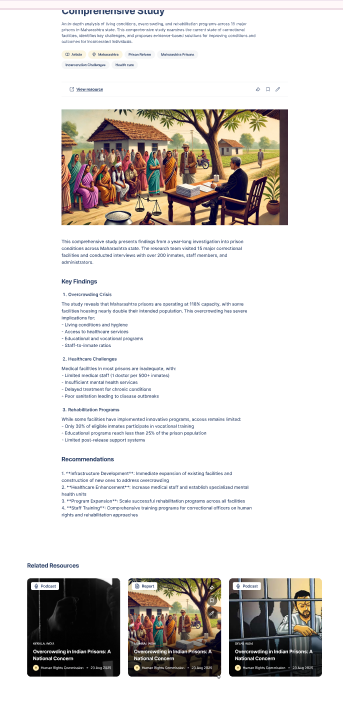 Comprehensive Study
An in-depth analysis of living conditions, overcrowding, and rehabilitation programs across 15 major
prisons in Maharashtra state. This comprehensive study examines the current state of correctional
facilities, identifies key challenges, and proposes evidence-based solutions for improving conditions and
outcomes for incarcerated individuals.
Article Maharashtra Prison Reform Maharashtra Prisons
Incarceration Challenges Health care
View resource
This comprehensive study presents findings from a year-long investigation into prison
conditions across Maharashtra state. The research team visited 15 major correctional
facilities and conducted interviews with over 200 inmates, staff members, and
administrators.
Key Findings
1. Overcrowding Crisis
The study reveals that Maharashtra prisons are operating at 118% capacity, with some
facilities housing nearly double their intended population. This overcrowding has severe
implications for:
- Living conditions and hygiene
- Access to healthcare services
- Educational and vocational programs
- Staff-to-inmate ratios
2. Healthcare Challenges
Medical facilities in most prisons are inadequate, with:
- Limited medical staff (1 doctor per 500+ inmates)
- Insufficient mental health services
- Delayed treatment for chronic conditions
- Poor sanitation leading to disease outbreaks
3. Rehabilitation Programs
While some facilities have implemented innovative programs, access remains limited:
- Only 30% of eligible inmates participate in vocational training
- Educational programs reach less than 25% of the prison population
- Limited post-release support systems
Recommendations
1. **Infrastructure Development**: Immediate expansion of existing facilities and
construction of new ones to address overcrowding
2. **Healthcare Enhancement**: Increase medical staff and establish specialized mental
health units
3. **Program Expansion**: Scale successful rehabilitation programs across all facilities
4. **Staff Training**: Comprehensive training programs for correctional officers on human
rights and rehabilitation approaches
Related Resources
Podcast
KERALA, INDIA
Overcrowding in Indian Prisons: A
National Concern
Human Rights Commission • 23 Aug 2025
Report
INDIA
Overcrowding in Indian Prisons: A
National Concern
Human Rights Commission • 23 Aug 2025
Podcast
DELHI, INDIA
Overcrowding in Indian Prisons: A
National Concern
Human Rights Commission • 23 Aug 2025